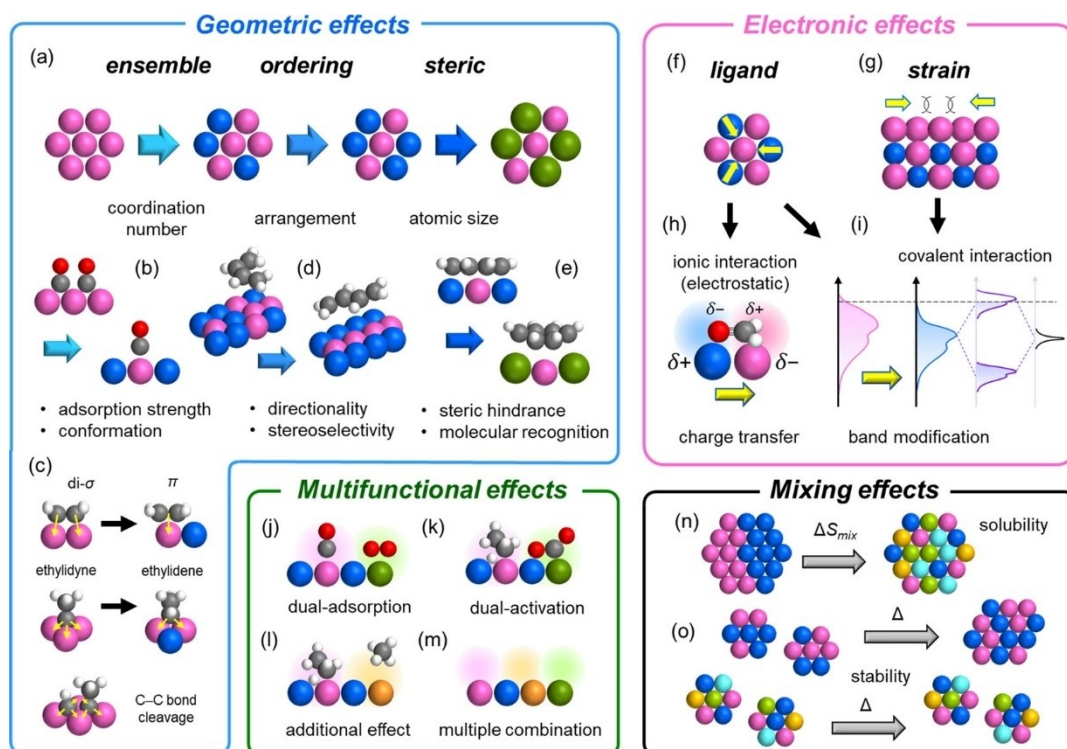 Geometric effects
(a)
ensemble ordering steric
coordination
number
arrangement
atomic size
(b)
(d)
(e)
• adsorption strength
• conformation
• directionality
• stereoselectivity
• steric hindrance
• molecular recognition
(c)
di-σ
π
ethylidyne
ethylidene
C–C bond
cleavage
Electronic effects
(f)
ligand
(g)
strain
(h)
ionic interaction
(electrostatic)
δ− δ+
δ+ δ−
charge transfer
(i)
covalent interaction
band modification
Multifunctional effects
(j)
dual-adsorption
(k)
dual-activation
(l)
additional effect
(m)
multiple combination
Mixing effects
(n)
ΔSmix
solubility
(o)
Δ
stability
Δ